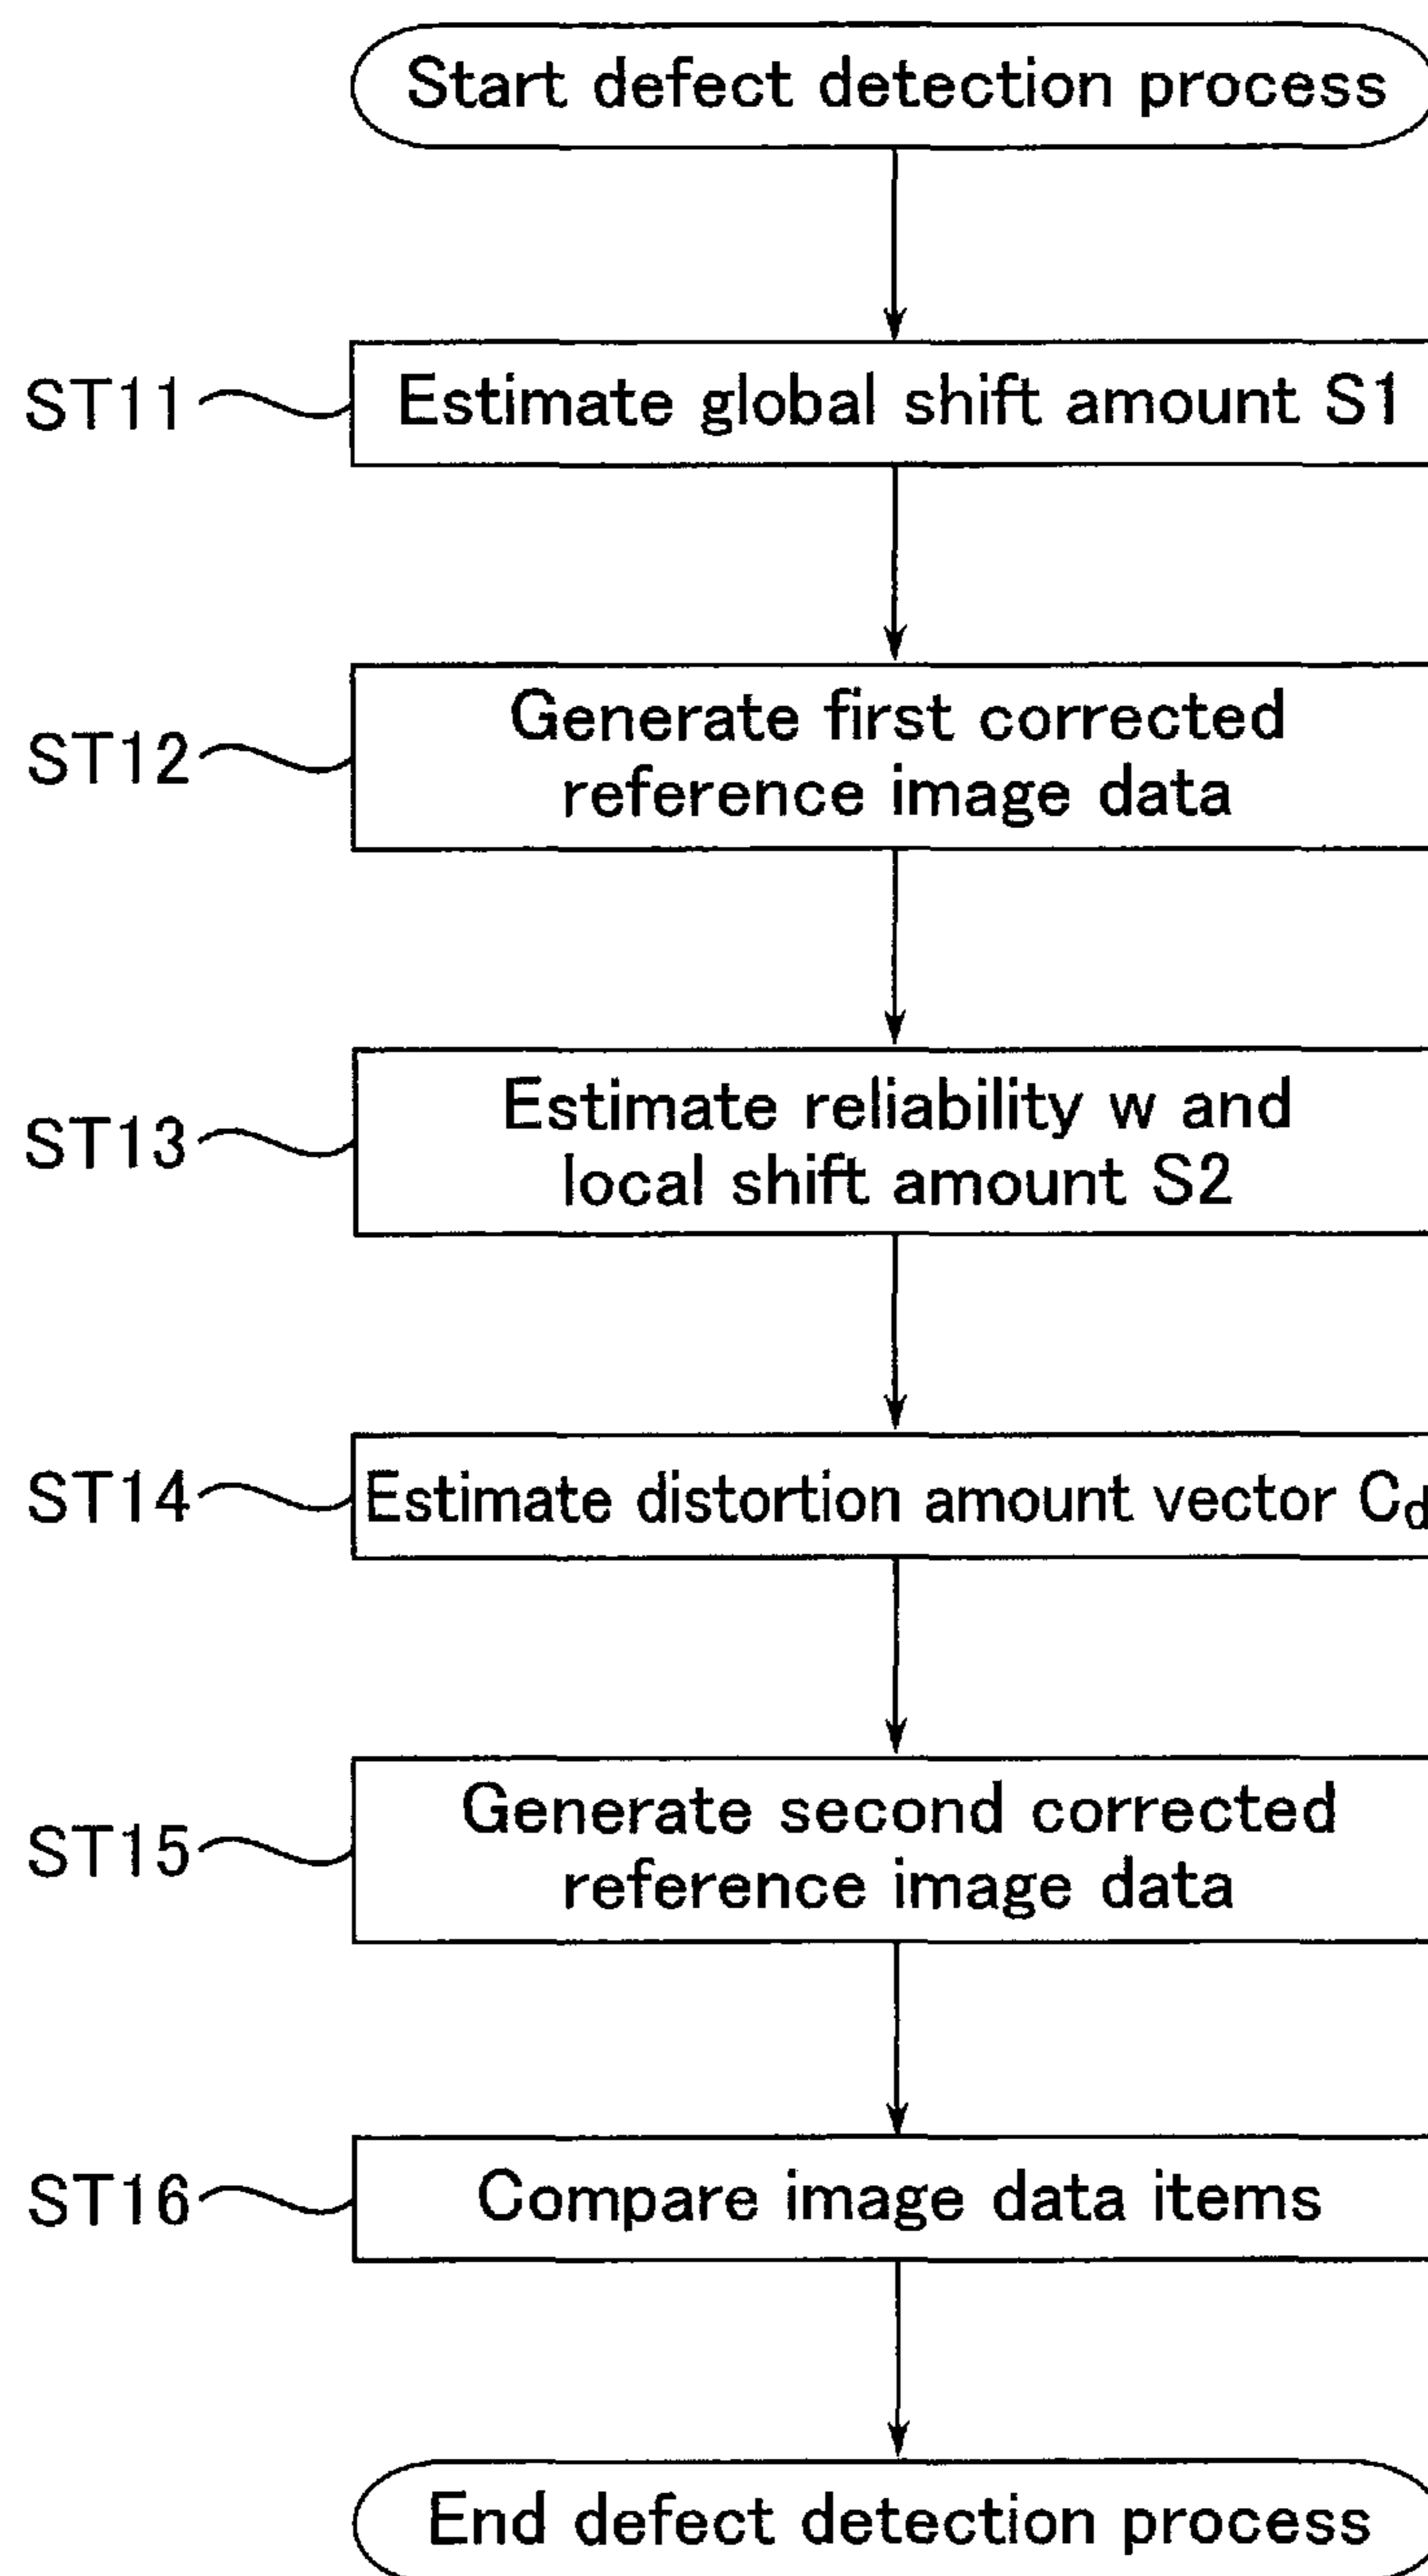 Start defect detection process
ST11
Estimate global shift amount S1
ST12
Generate first corrected
reference image data
ST13
Estimate reliability w and
local shift amount S2
ST14
Estimate distortion amount vector Cd
ST15
Generate second corrected
reference image data
ST16
Compare image data items
End defect detection process